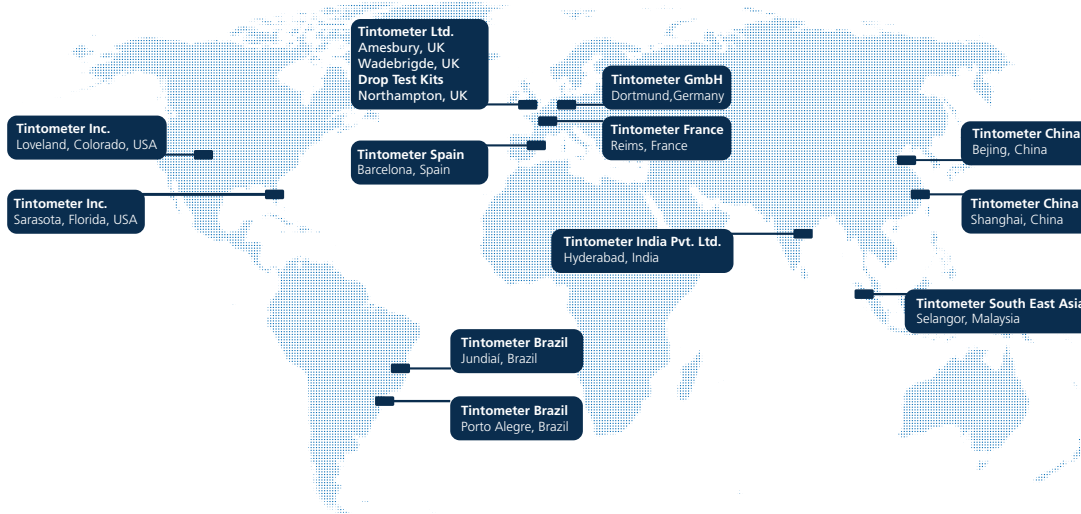 Tintometer Ltd.
Amesbury, UK
Wadebrigde, UK
Drop Test Kits
Northampton, UK
Tintometer GmbH
Dortmund,Germany
Tintometer Inc.
Loveland, Colorado, USA
Tintometer France
Reims, France
Tintometer China
Bejing, China
Tintometer Spain
Barcelona, Spain
Tintometer Inc.
Sarasota, Florida, USA
Tintometer China
Shanghai, China
Tintometer India Pvt. Ltd.
Hyderabad, India
Tintometer South East Asia
Selangor, Malaysia
Tintometer Brazil
Jundiaí, Brazil
Tintometer Brazil
Porto Alegre, Brazil